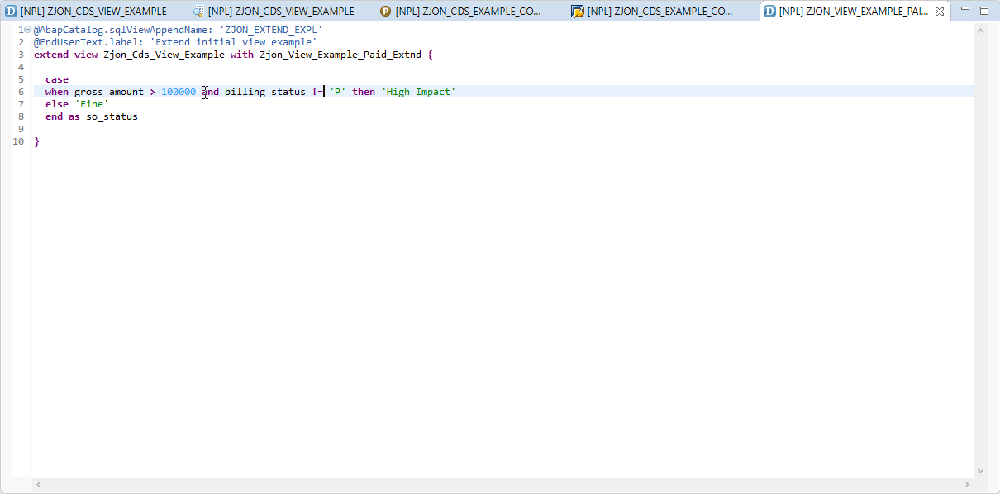 D [NPL] ZJON_CDS_VIEW_EXAMPLE [NPL] ZJON_CDS_VIEW_EXAMPLE P [NPL] ZJON_CDS_EXAMPLE_CO... [NPL] ZJON_CDS_EXAMPLE_CO... D [NPL] ZJON_VIEW_EXAMPLE_PAI...
1 @AbapCatalog.sqlViewAppendName: 'ZJON_EXTEND_EXPL'
2 @EndUserText.label: 'Extend initial view example'
3 extend view Zjon_Cds_View_Example with Zjon_View_Example_Paid_Extnd {
4
5 case
6 when gross_amount > 100000 and billing_status != 'P' then 'High Impact'
7 else 'Fine'
8 end as so_status
9
10 }